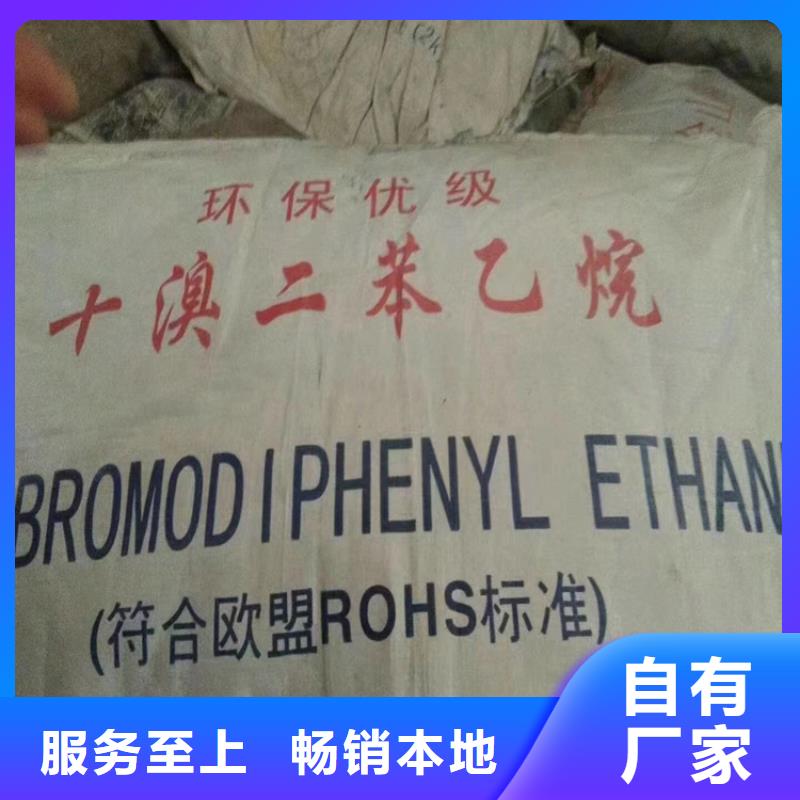 环保优级
十溴二苯乙烷
BROMODIPHENYL ETHAN
(符合欧盟ROHS标准)
服务至上 畅销本地
自有
厂家